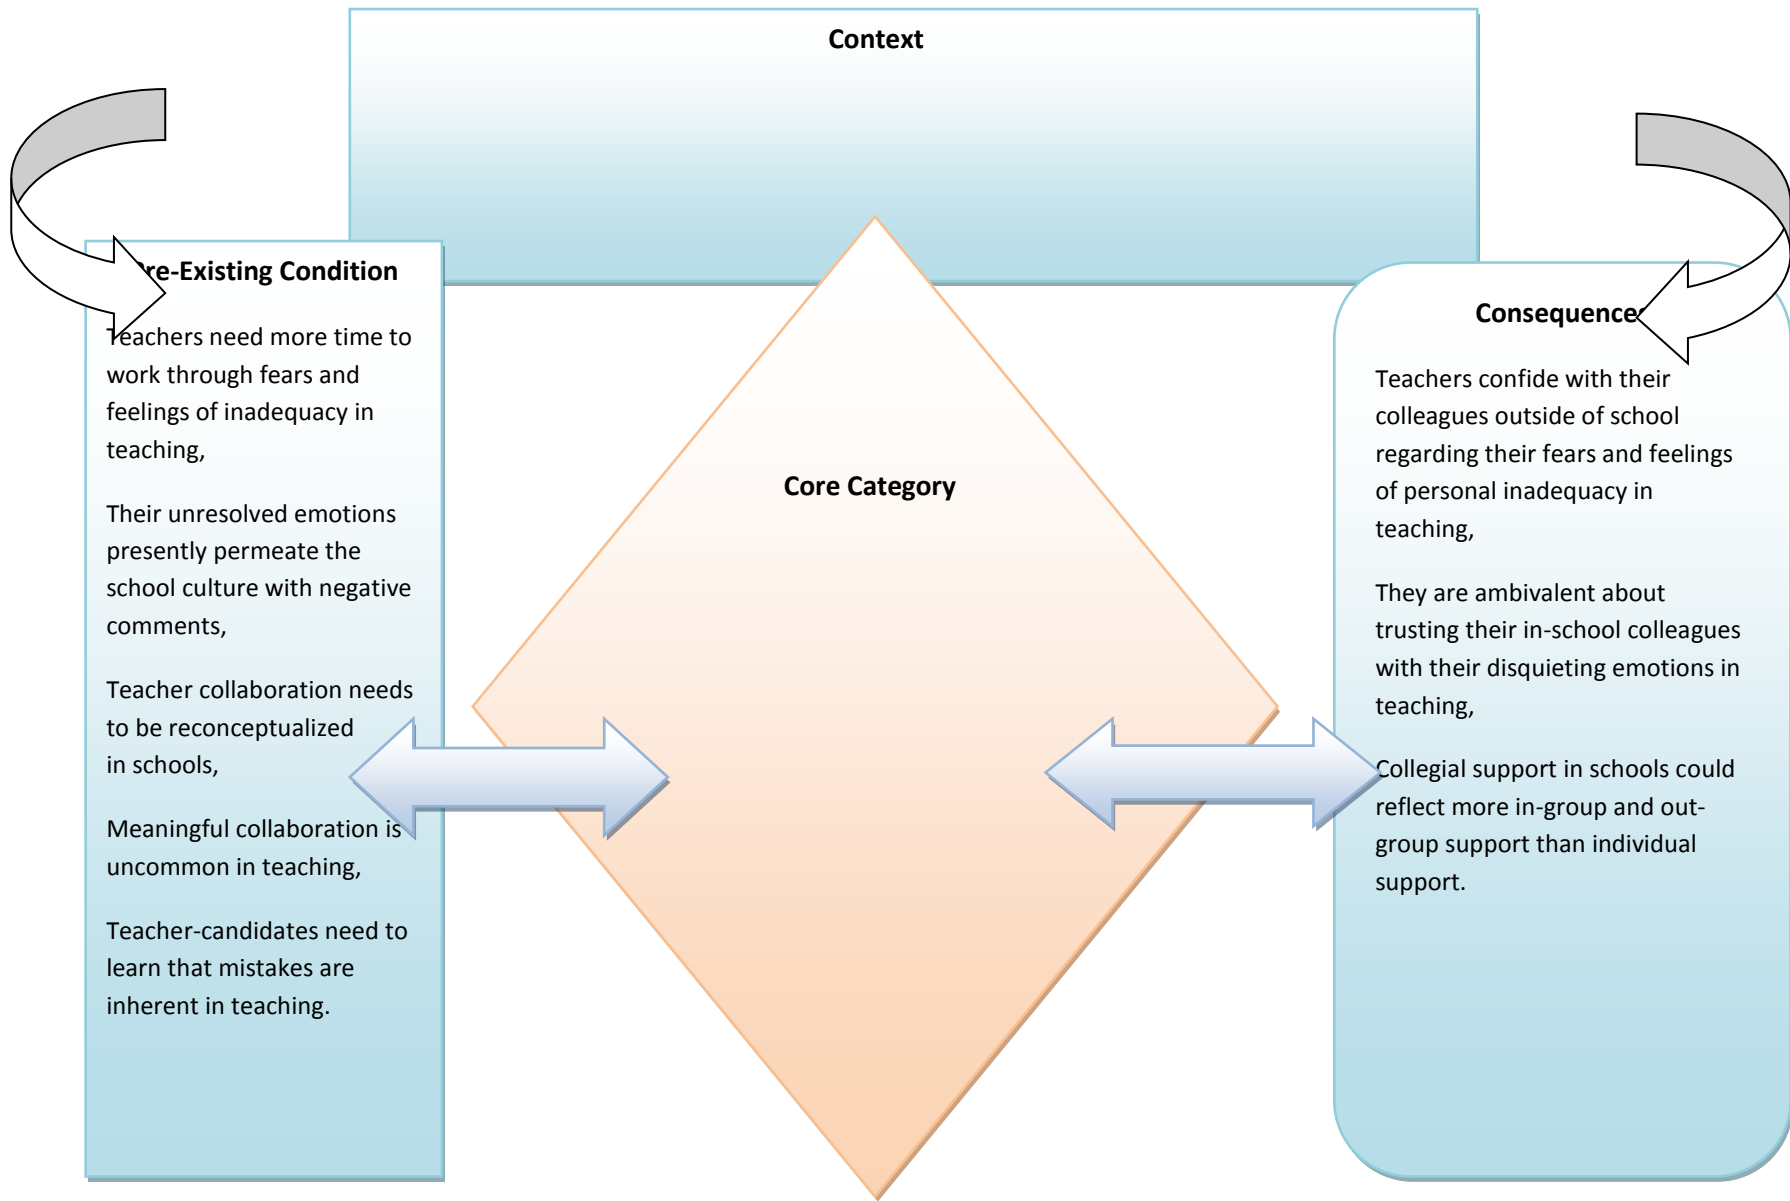 Context
Pre-Existing Condition
Teachers need more time to
work through fears and
feelings of inadequacy in
teaching,
Their unresolved emotions
presently permeate the
school culture with negative
comments,
Teacher collaboration needs
to be reconceptualized
in schools,
Meaningful collaboration is
uncommon in teaching,
Teacher-candidates need to
learn that mistakes are
inherent in teaching.
Core Category
Consequences
Teachers confide with their
colleagues outside of school
regarding their fears and feelings
of personal inadequacy in
teaching,
They are ambivalent about
trusting their in-school colleagues
with their disquieting emotions in
teaching,
Collegial support in schools could
reflect more in-group and out-
group support than individual
support.